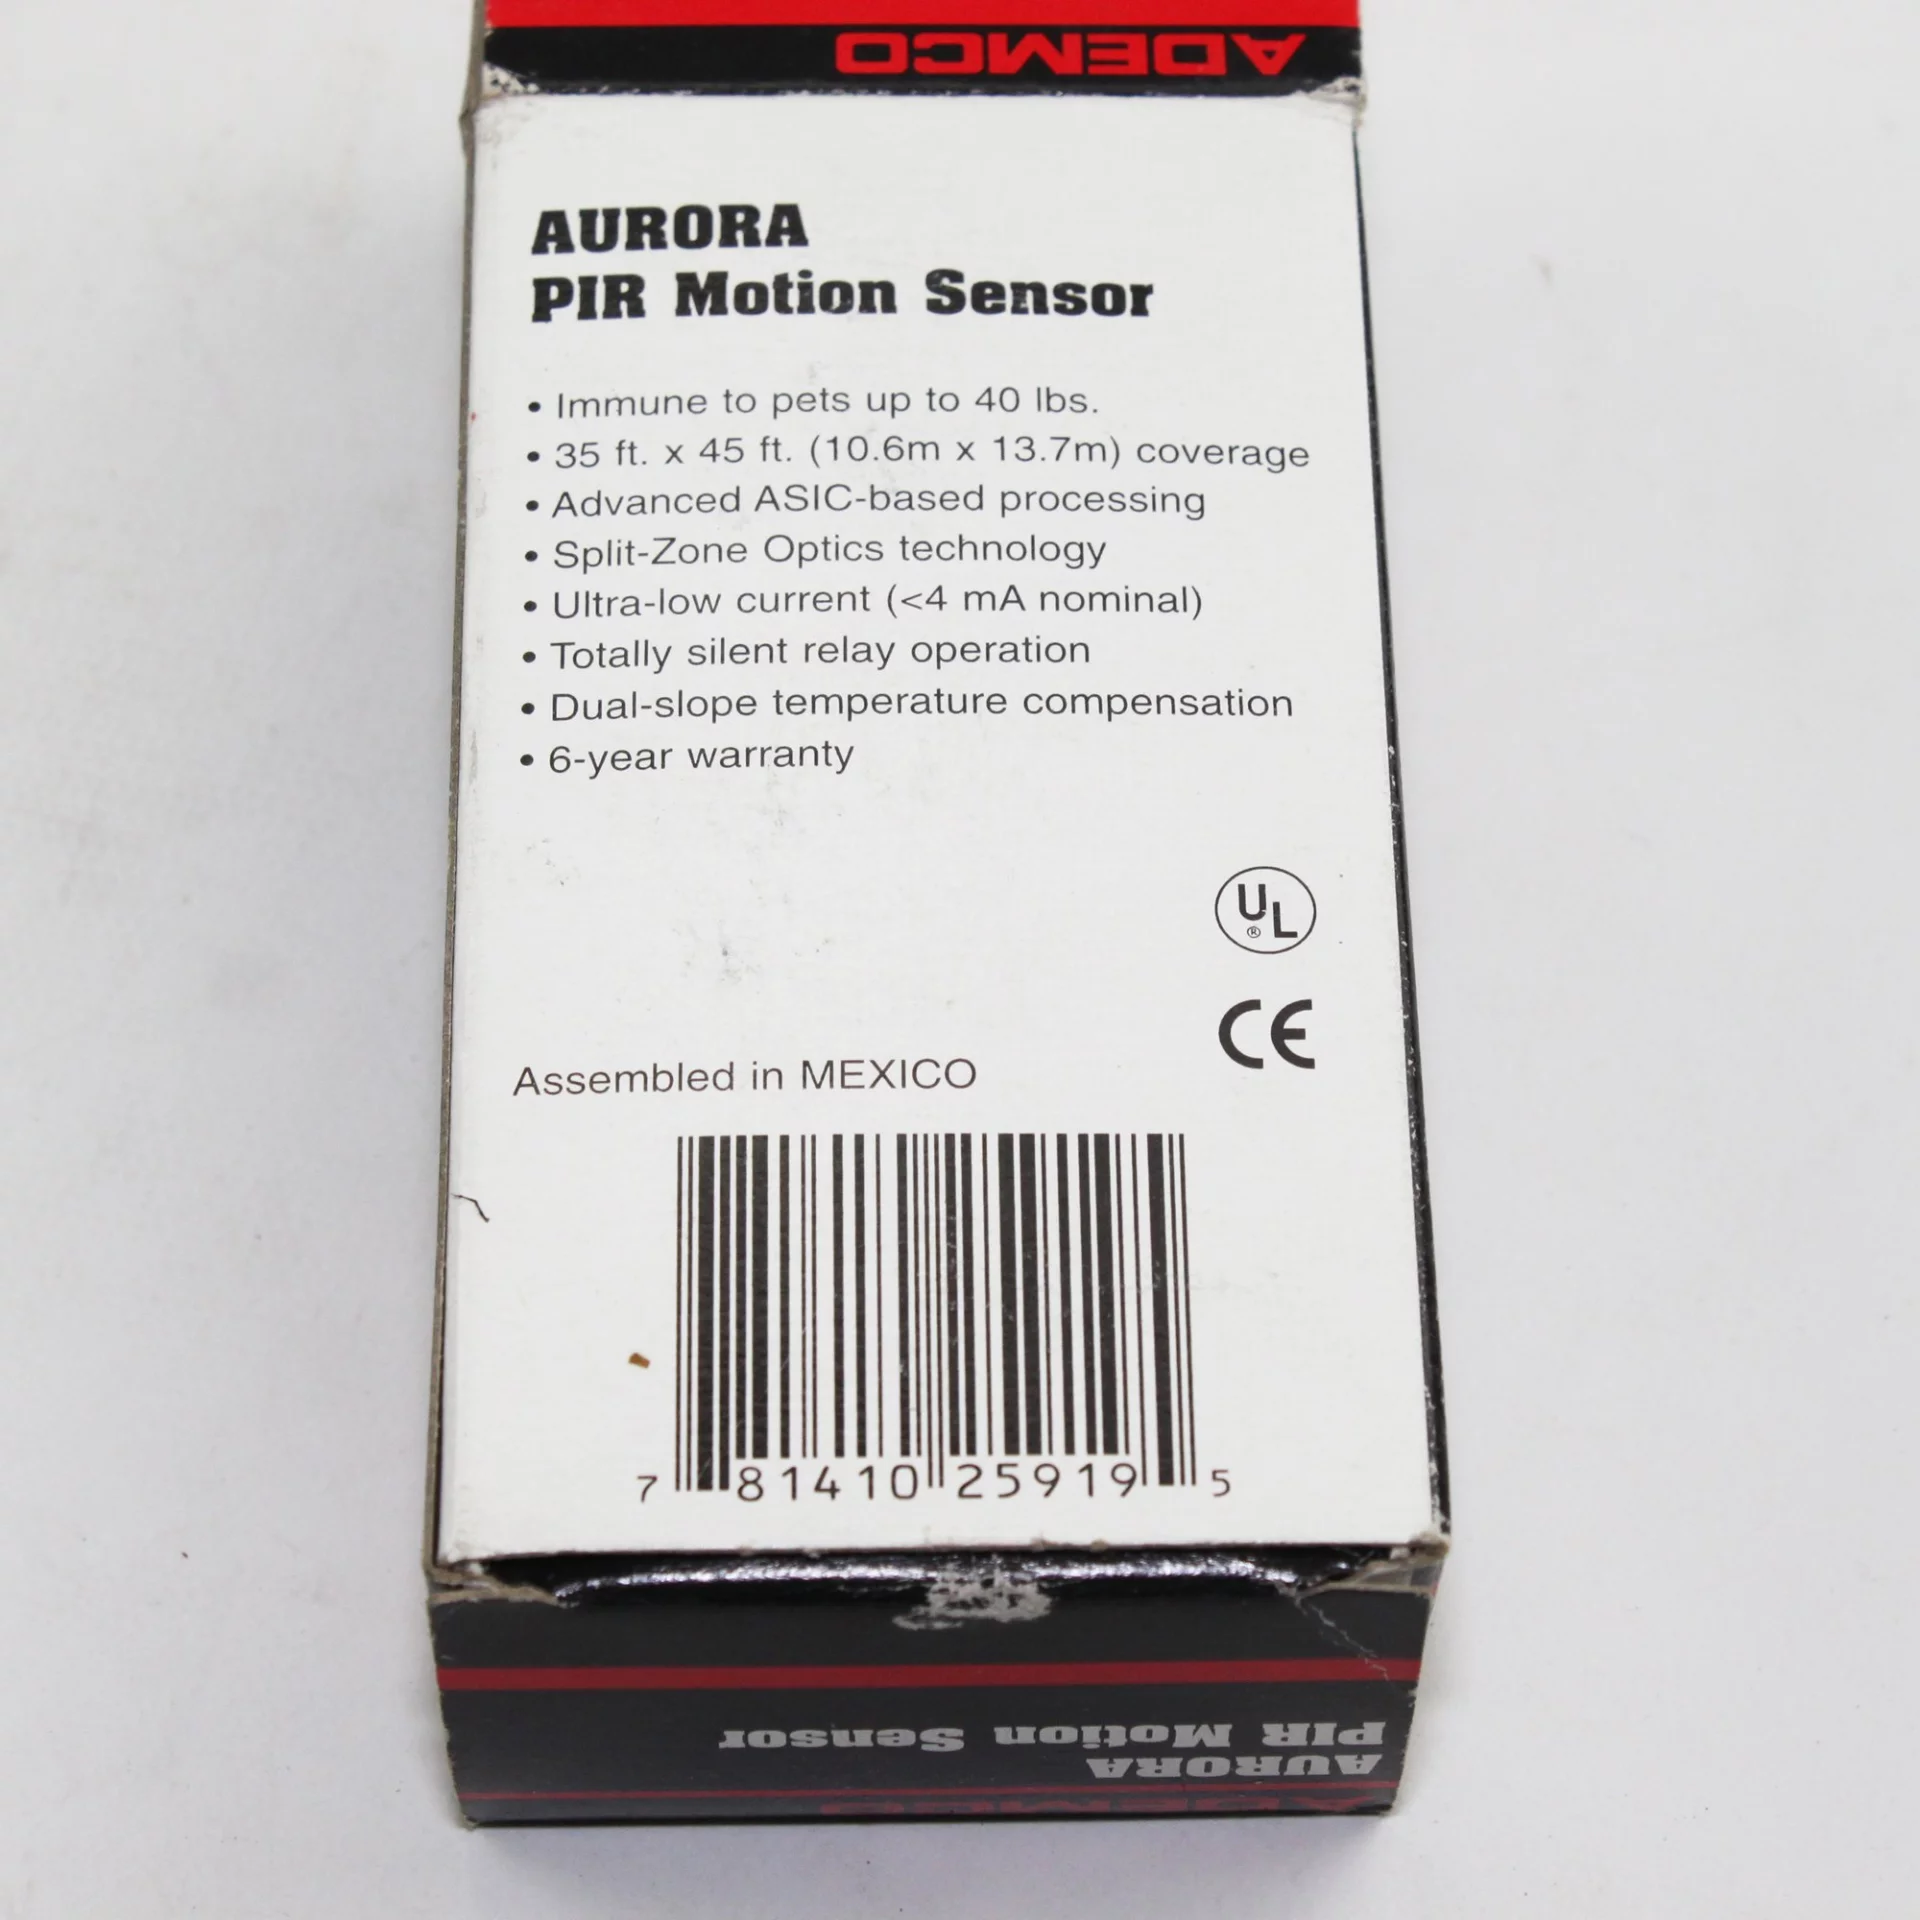 ADEMCO
AURORA
PIR Motion Sensor
• Immune to pets up to 40 lbs.
• 35 ft. x 45 ft. (10.6m x 13.7m) coverage
• Advanced ASIC-based processing
• Split-Zone Optics technology
• Ultra-low current (<4 mA nominal)
• Totally silent relay operation
• Dual-slope temperature compensation
• 6-year warranty
UL ®
CE
Assembled in MEXICO
7 81410 25919 5
ADEMCO
AURORA
PIR Motion Sensor